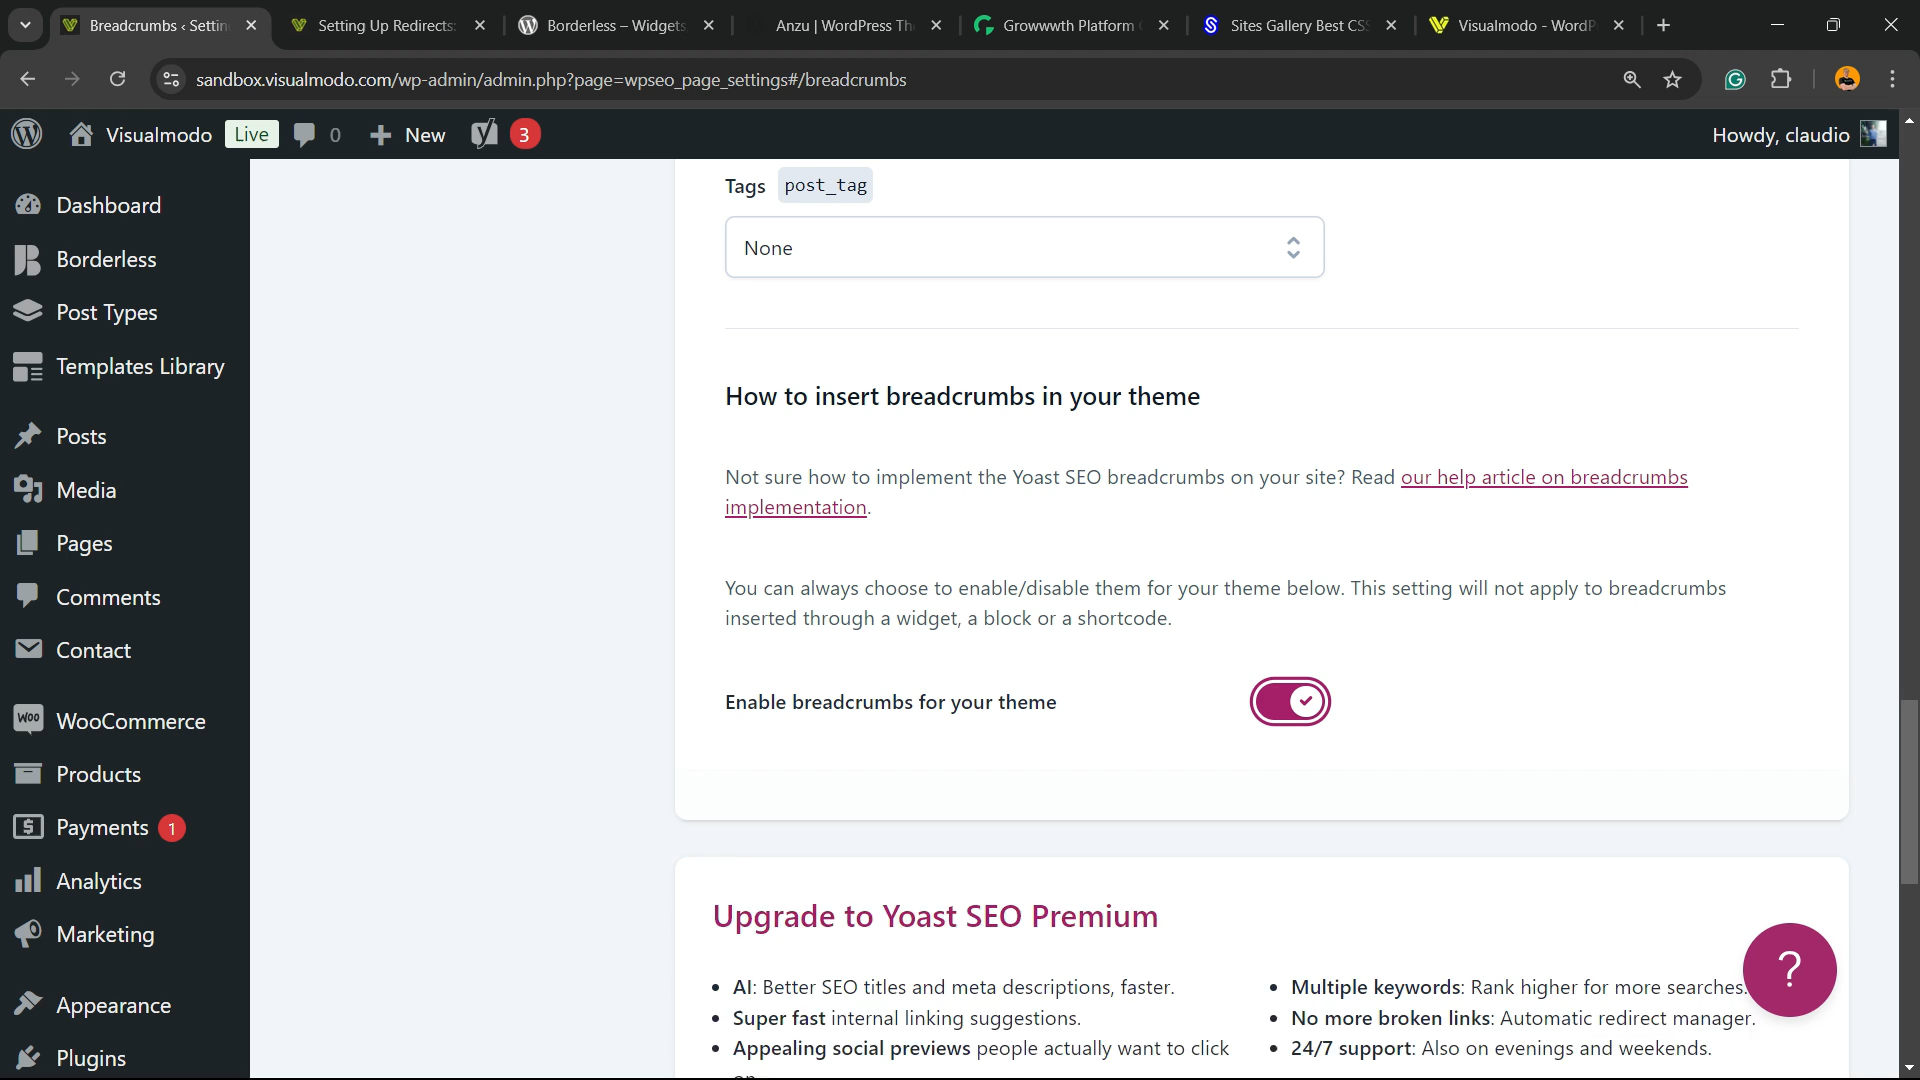 Breadcrumbs ‹ Settin
Setting Up Redirects:
Borderless – Widgets
Anzu | WordPress Th
Growwwth Platform
Sites Gallery Best CSS
Visualmodo - WordP
sandbox.visualmodo.com/wp-admin/admin.php?page=wpseo_page_settings#/breadcrumbs
Visualmodo Live 0 New 3
Howdy, claudio
Dashboard
Borderless
Post Types
Templates Library
Posts
Media
Pages
Comments
Contact
Woo WooCommerce
Products
Payments 1
Analytics
Marketing
Appearance
Plugins
Tags post_tag
None
How to insert breadcrumbs in your theme
Not sure how to implement the Yoast SEO breadcrumbs on your site? Read our help article on breadcrumbs
implementation.
You can always choose to enable/disable them for your theme below. This setting will not apply to breadcrumbs
inserted through a widget, a block or a shortcode.
Enable breadcrumbs for your theme
Upgrade to Yoast SEO Premium
• AI: Better SEO titles and meta descriptions, faster.
• Super fast internal linking suggestions.
• Appealing social previews people actually want to click
• Multiple keywords: Rank higher for more searches.
• No more broken links: Automatic redirect manager.
• 24/7 support: Also on evenings and weekends.
?